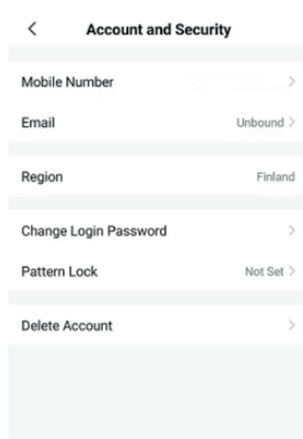 Account and Security
Mobile Number
Email Unbound
Region Finland
Change Login Password
Pattern Lock Not Set
Delete Account